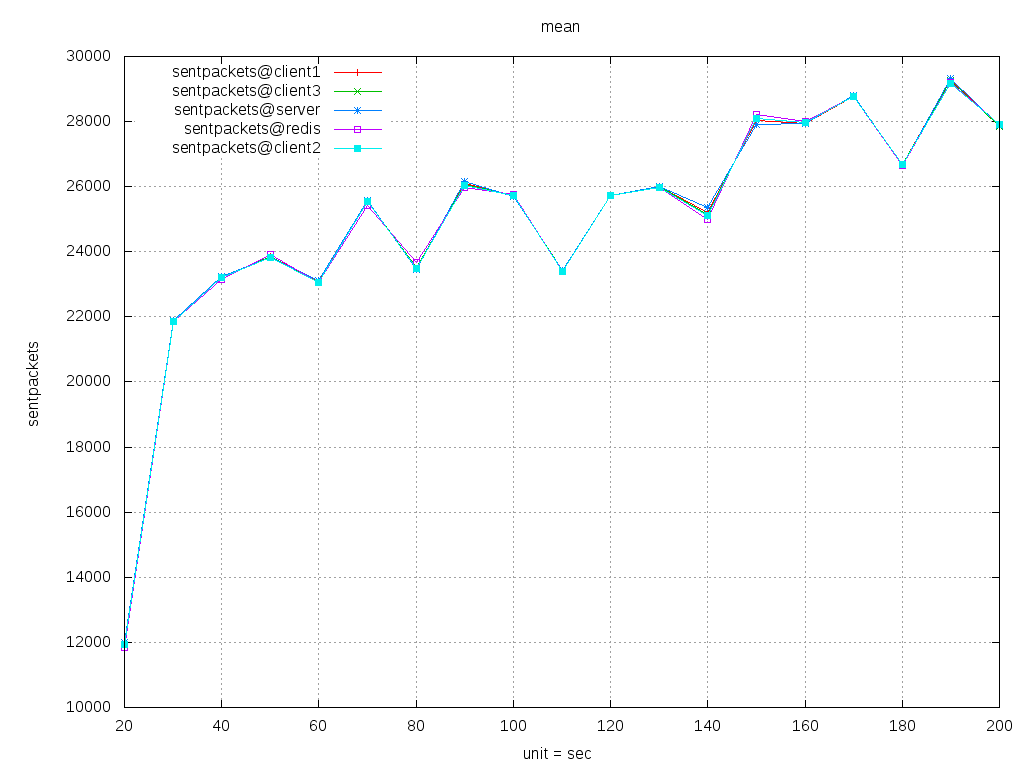 mean
30000
28000
26000
24000
22000
20000
18000
16000
14000
12000
10000
sentpackets
sentpackets@client1
sentpackets@client3
sentpackets@server
sentpackets@redis
sentpackets@client2
20 40 60 80 100 120 140 160 180 200
unit = sec